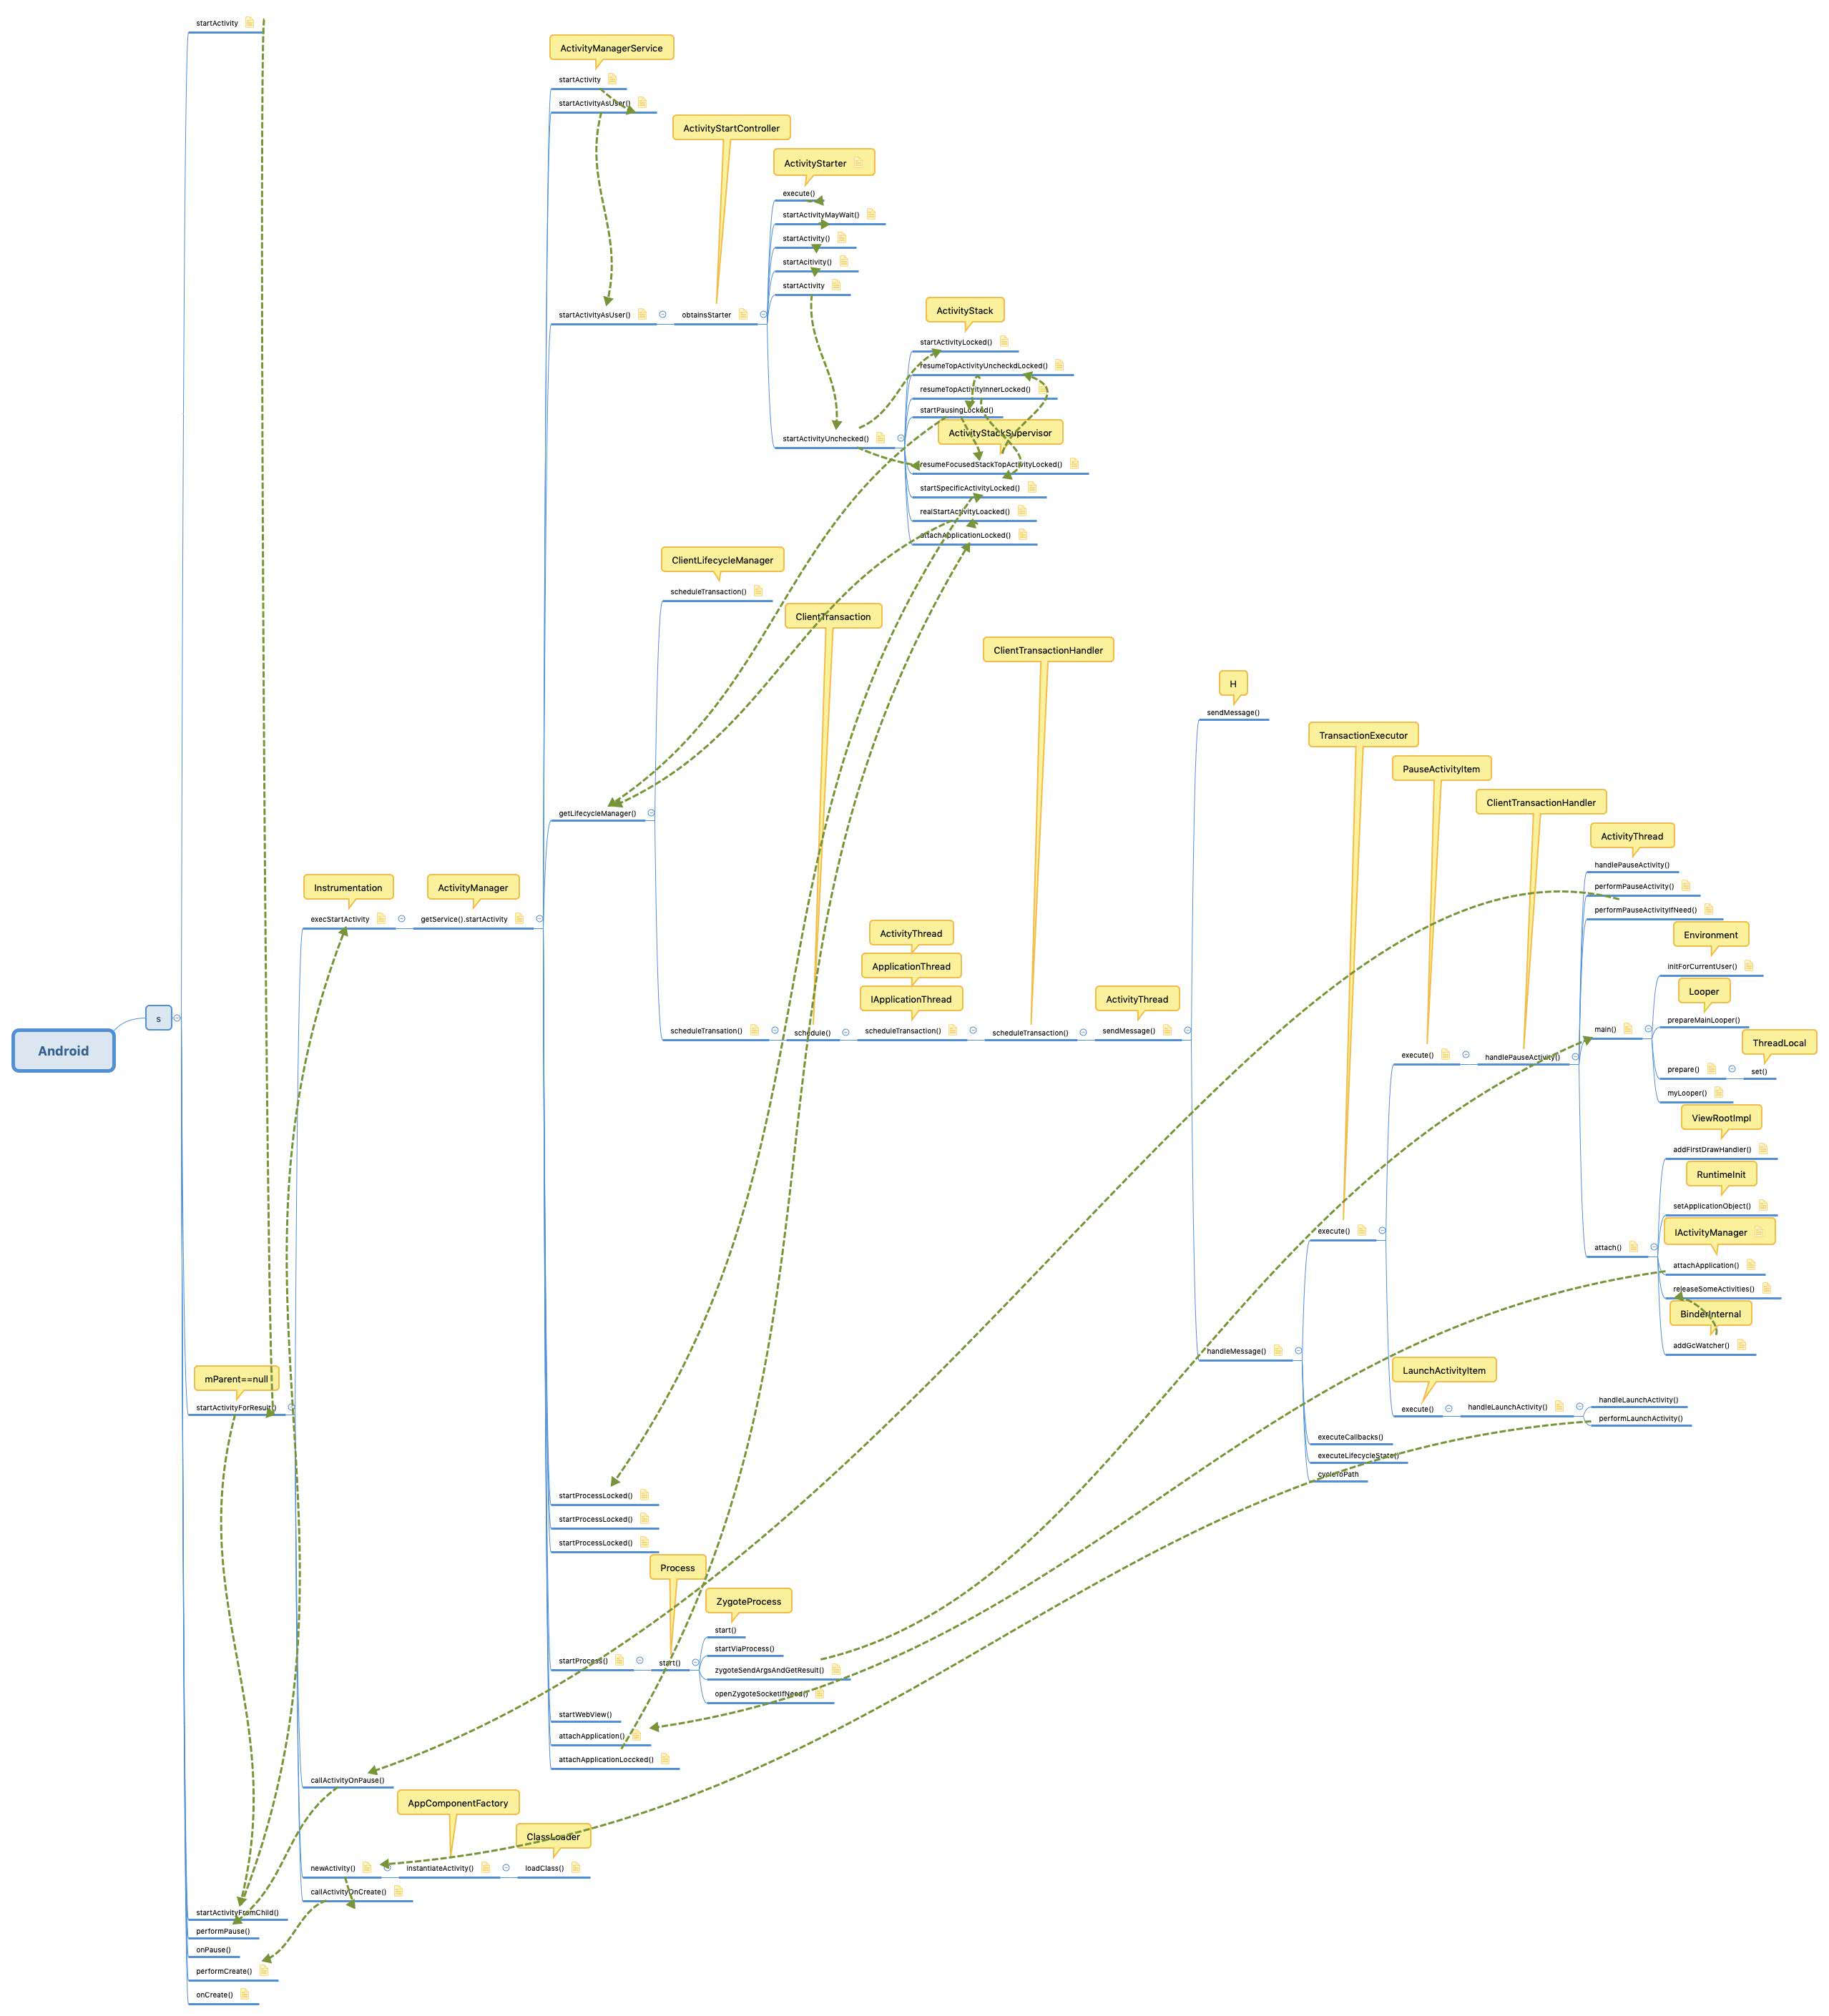 startActivity
ActivityManagerService
startActivity
startActivityAsUser()
ActivityStartController
ActivityStarter
execute()
startActivityMayWait()
startActivity()
startAcitivity()
startActivity
startActivityAsUser()
obtainsStarter
ActivityStack
startActivityLocked()
resumeTopActivityUncheckdLocked()
resumeTopActivityInnerLocked()
startPausingLocked()
startActivityUnchecked()
ActivityStackSupervisor
resumeFocusedStackTopActivityLocked()
startSpecificActivityLocked()
realStartActivityLoacked()
attachApplicationLocked()
ClientLifecycleManager
scheduleTransaction()
ClientTransaction
ClientTransactionHandler
H
sendMessage()
TransactionExecutor
PauseActivityItem
ClientTransactionHandler
getLifecycleManager()
ActivityThread
handlePauseActivity()
performPauseActivity()
performPauseActivityIfNeed()
Instrumentation
ActivityManager
execStartActivity
getService().startActivity
ActivityThread
ApplicationThread
IApplicationThread
ActivityThread
Environment
initForCurrentUser()
Looper
prepareMainLooper()
Android
s
scheduleTransation()
schedule()
scheduleTransaction()
scheduleTransaction()
sendMessage()
main()
ThreadLocal
execute()
handlePauseActivity()
prepare()
set()
myLooper()
ViewRootImpl
addFirstDrawHandler()
RuntimeInit
setApplicationObject()
IActivityManager
execute()
attach()
attachApplication()
releaseSomeActivities()
BinderInternal
addGcWatcher()
handleMessage()
mParent==null
startActivityForResult()
LaunchActivityItem
execute()
handleLaunchActivity()
handleLaunchActivity()
performLaunchActivity()
executeCallbacks()
executeLifecycleState()
cycleToPath
startProcessLocked()
startProcessLocked()
startProcessLocked()
Process
ZygoteProcess
start()
startViaProcess()
startProcess()
start()
zygoteSendArgsAndGetResult()
openZygoteSocketIfNeed()
startWebView()
attachApplication()
attachApplicationLoccked()
callActivityOnPause()
AppComponentFactory
ClassLoader
newActivity()
instantiateActivity()
loadClass()
callActivityOnCreate()
startActivityFromChild()
performPause()
onPause()
performCreate()
onCreate()